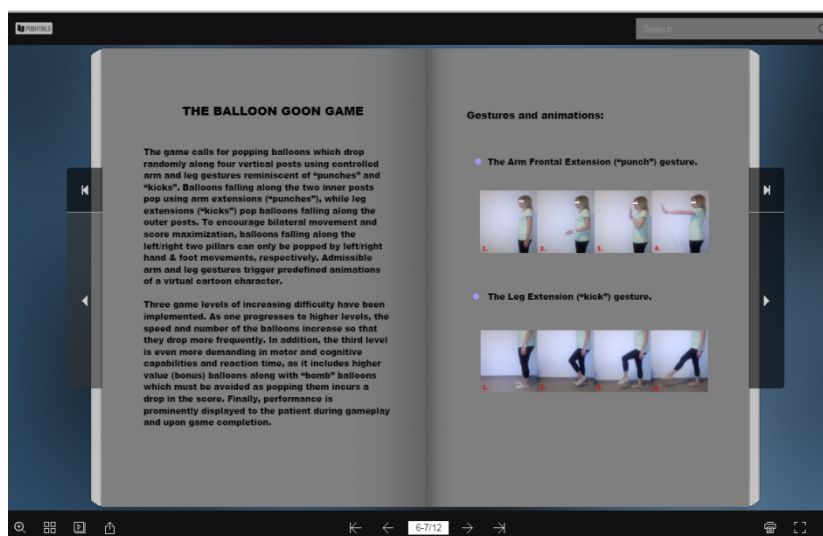 PUBHTML5
Search
THE BALLOON GOON GAME
The game calls for popping balloons which drop
randomly along four vertical posts using controlled
arm and leg gestures reminiscent of “punches” and
“kicks”. Balloons falling along the two inner posts
pop using arm extensions (“punches”), while leg
extensions (“kicks”) pop balloons falling along the
outer posts. To encourage bilateral movement and
score maximization, balloons falling along the
left/right two pillars can only be popped by left/right
hand & foot movements, respectively. Admissible
arm and leg gestures trigger predefined animations
of a virtual cartoon character.
Three game levels of increasing difficulty have been
implemented. As one progresses to higher levels, the
speed and number of the balloons increase so that
they drop more frequently. In addition, the third level
is even more demanding in motor and cognitive
capabilities and reaction time, as it includes higher
value (bonus) balloons along with “bomb” balloons
which must be avoided as popping them incurs a
drop in the score. Finally, performance is
prominently displayed to the patient during gameplay
and upon game completion.
Gestures and animations:
The Arm Frontal Extension (“punch”) gesture.
1. 2. 3. 4.
The Leg Extension (“kick”) gesture.
1. 2. 3. 4.
6-7/12